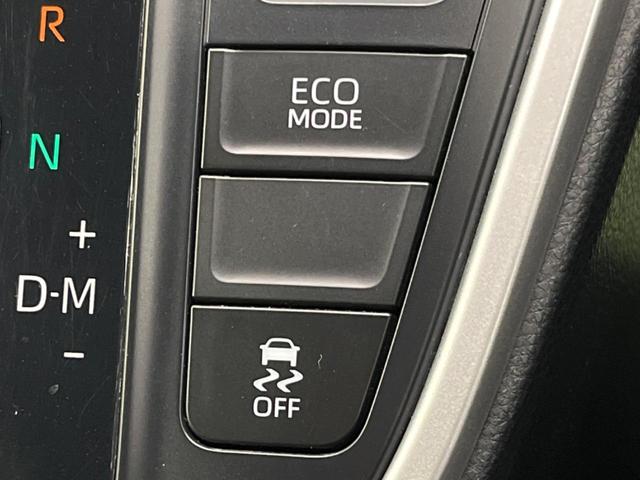 R
N
+
D-M
-
ECO
MODE
OFF